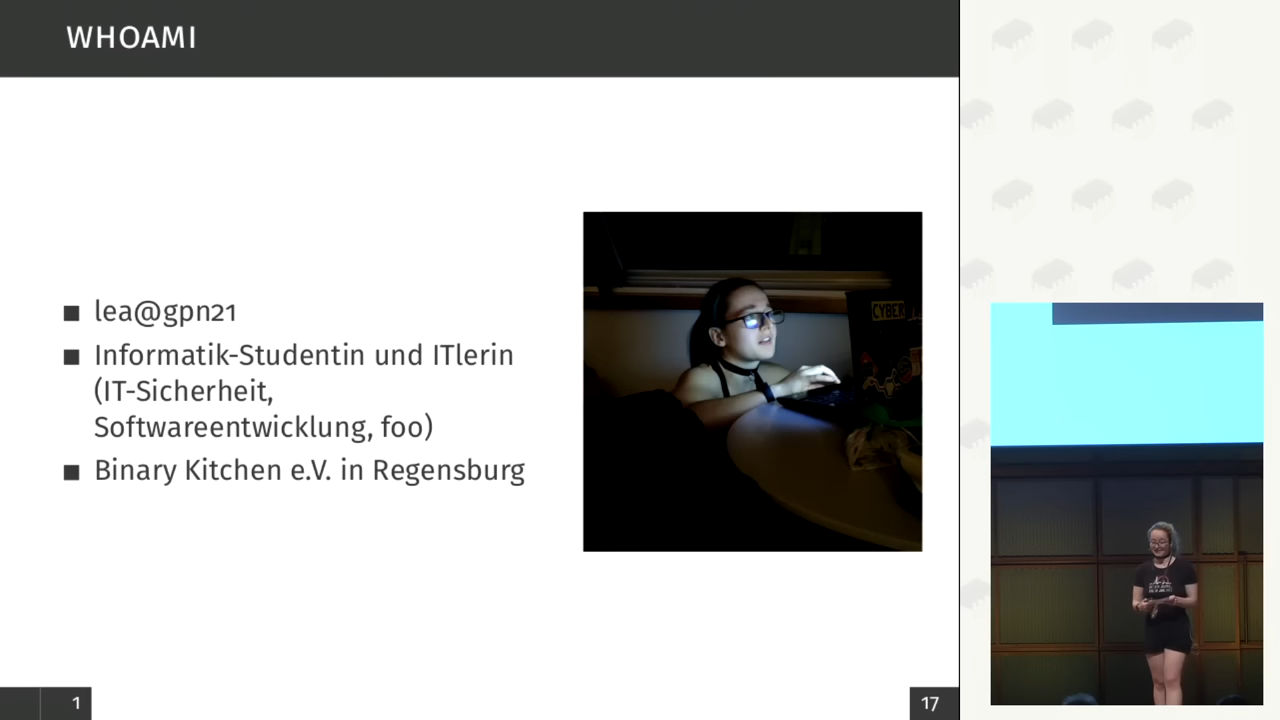 WHOAMI
lea@gpn21
Informatik-Studentin und ITlerin
(IT-Sicherheit,
Softwareentwicklung, foo)
Binary Kitchen e.V. in Regensburg
CYBER
1
17